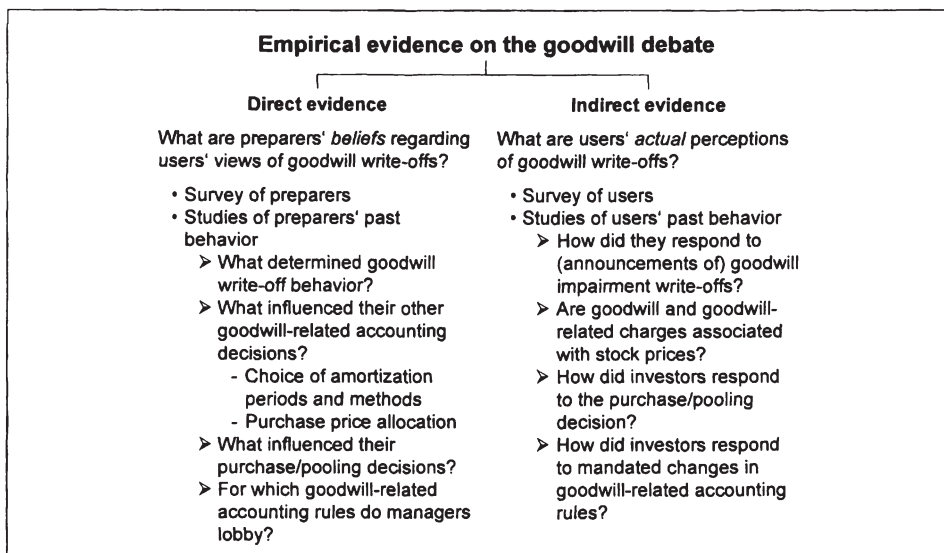 Empirical evidence on the goodwill debate
Direct evidence
What are preparers' beliefs regarding
users' views of goodwill write-offs?
• Survey of preparers
• Studies of preparers' past
behavior
➢ What determined goodwill
write-off behavior?
➢ What influenced their other
goodwill-related accounting
decisions?
- Choice of amortization
periods and methods
- Purchase price allocation
➢ What influenced their
purchase/pooling decisions?
➢ For which goodwill-related
accounting rules do managers
lobby?
Indirect evidence
What are users' actual perceptions
of goodwill write-offs?
• Survey of users
• Studies of users' past behavior
➢ How did they respond to
(announcements of) goodwill
impairment write-offs?
➢ Are goodwill and goodwill-
related charges associated
with stock prices?
➢ How did investors respond
to the purchase/pooling
decision?
➢ How did investors respond
to mandated changes in
goodwill-related accounting
rules?